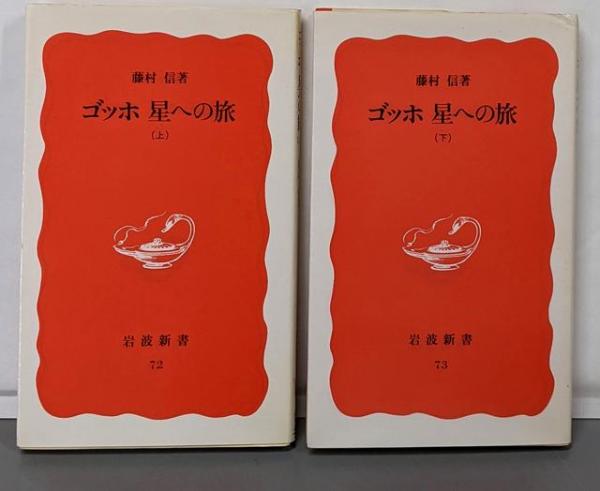 藤村 信著
ゴッホ 星への旅
(上)
岩波新書
72
藤村 信著
ゴッホ 星への旅
(下)
岩波新書
73